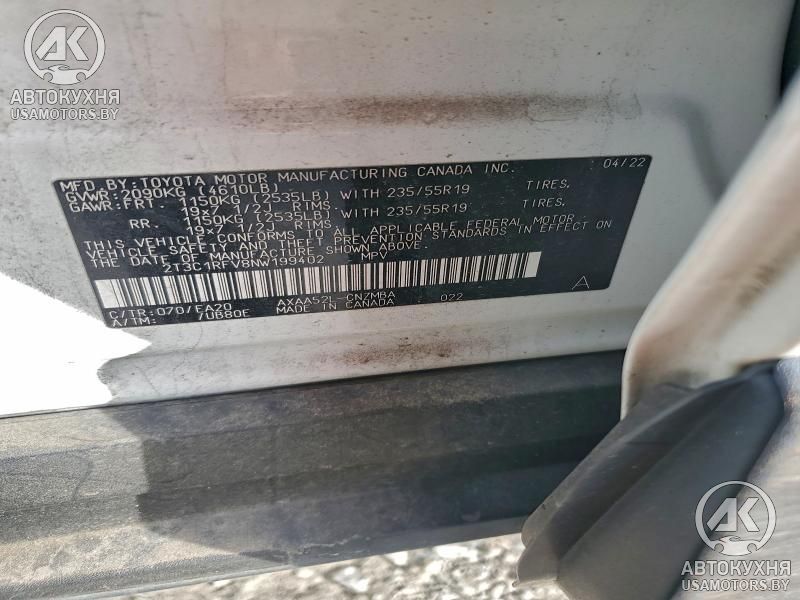 AK
АВТОКУХНЯ
USAMOTORS.BY
MFD. BY: TOYOTA MOTOR MANUFACTURING CANADA INC. 04/22
GVWR: 2090KG (4610LB)
GAWR: FRT. 1150KG (2535LB) WITH 235/55R19 TIRES.
19x7 1/2J RIMS.
RR. 1150KG (2535LB) WITH 235/55R19 TIRES.
19x7 1/2J RIMS.
THIS VEHICLE CONFORMS TO ALL APPLICABLE FEDERAL MOTOR
VEHICLE SAFETY AND THEFT PREVENTION STANDARDS IN EFFECT ON
THE DATE OF MANUFACTURE SHOWN ABOVE.
2T3C1RFV8NW199402 MPV
C/TR: 070/EA20 AXAA52L-CNZMBA 022 A
A/TM: /UB80E MADE IN CANADA
AK
АВТОКУХНЯ
USAMOTORS.BY